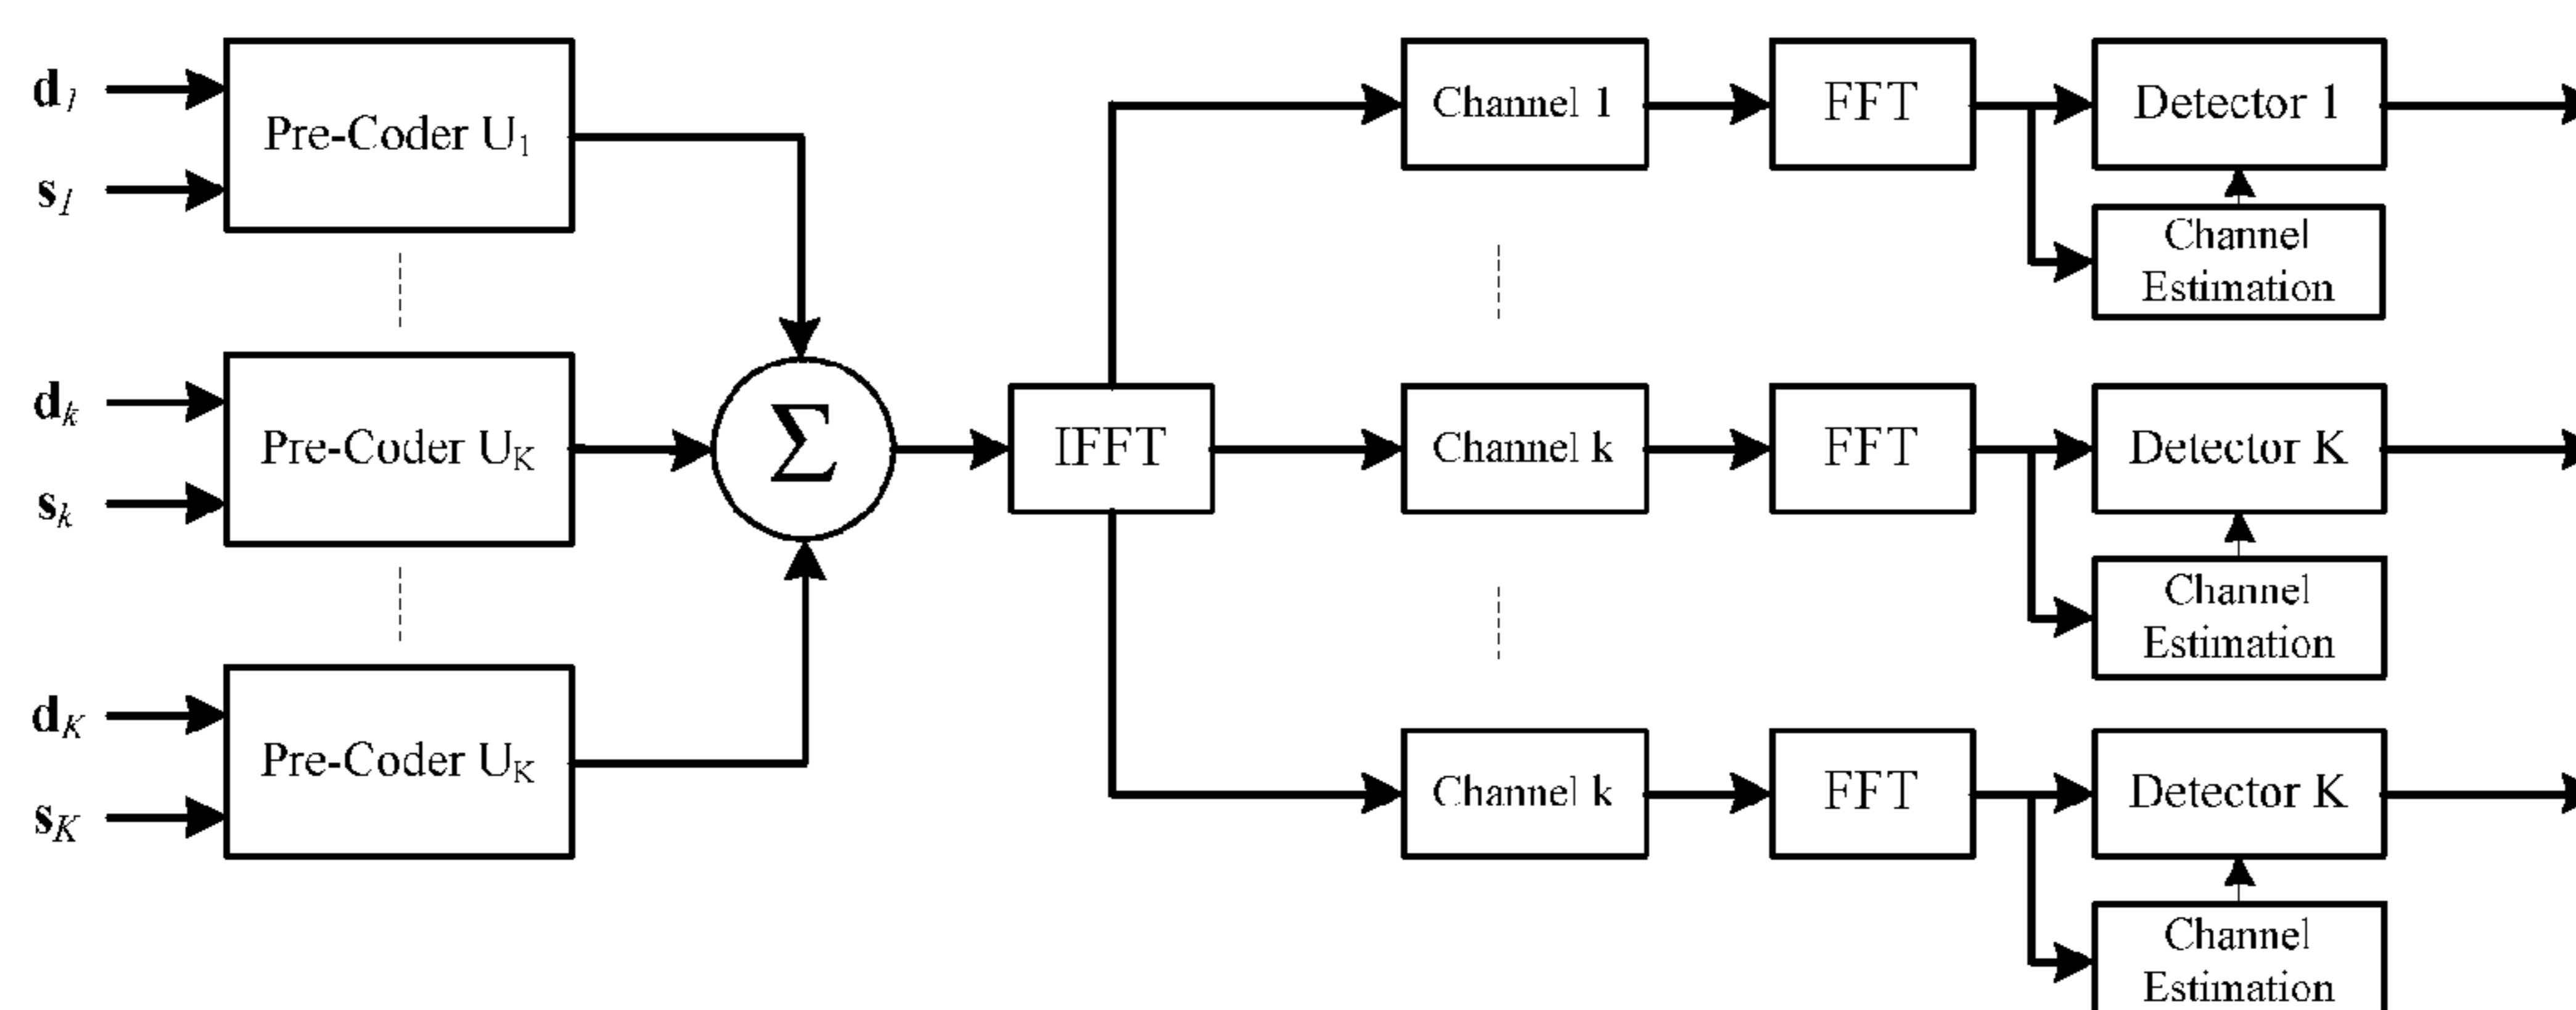 d1
Pre-Coder U1
s1
dk
Pre-Coder UK
sk
dK
Pre-Coder UK
sK
Σ
IFFT
Channel 1
FFT
Detector 1
Channel
Estimation
Channel k
FFT
Detector K
Channel
Estimation
Channel k
FFT
Detector K
Channel
Estimation